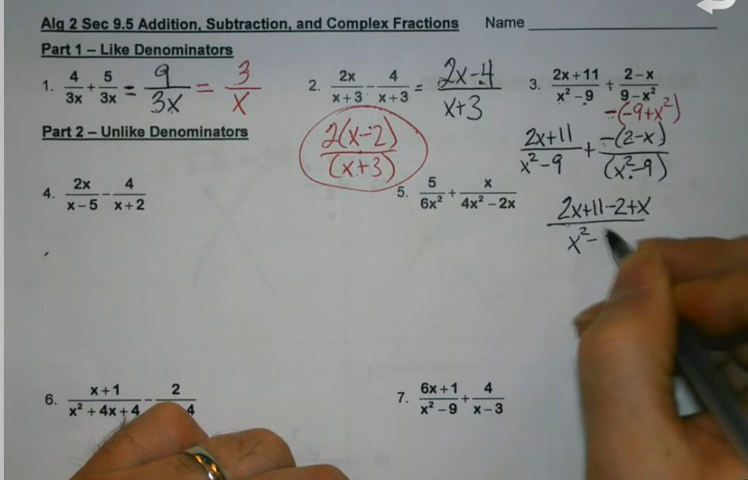 Alg 2 Sec 9.5 Addition, Subtraction, and Complex Fractions Name
Part 1 – Like Denominators
1. 4/3x + 5/3x = 9/3x = 3/x
2. 2x/x+3 - 4/x+3 = 2x-4/x+3
2(x-2)/(x+3)
3. 2x+11/x²-9 + 2-x/9-x²
-(-9+x²)
2x+11/x²-9 + -(2-x)/(x²-9)
2x+11-2+x/x²-
Part 2 – Unlike Denominators
4. 2x/x-5 - 4/x+2
5. 5/6x² + x/4x²-2x
6. x+1/x²+4x+4 - 2/4
7. 6x+1/x²-9 + 4/x-3